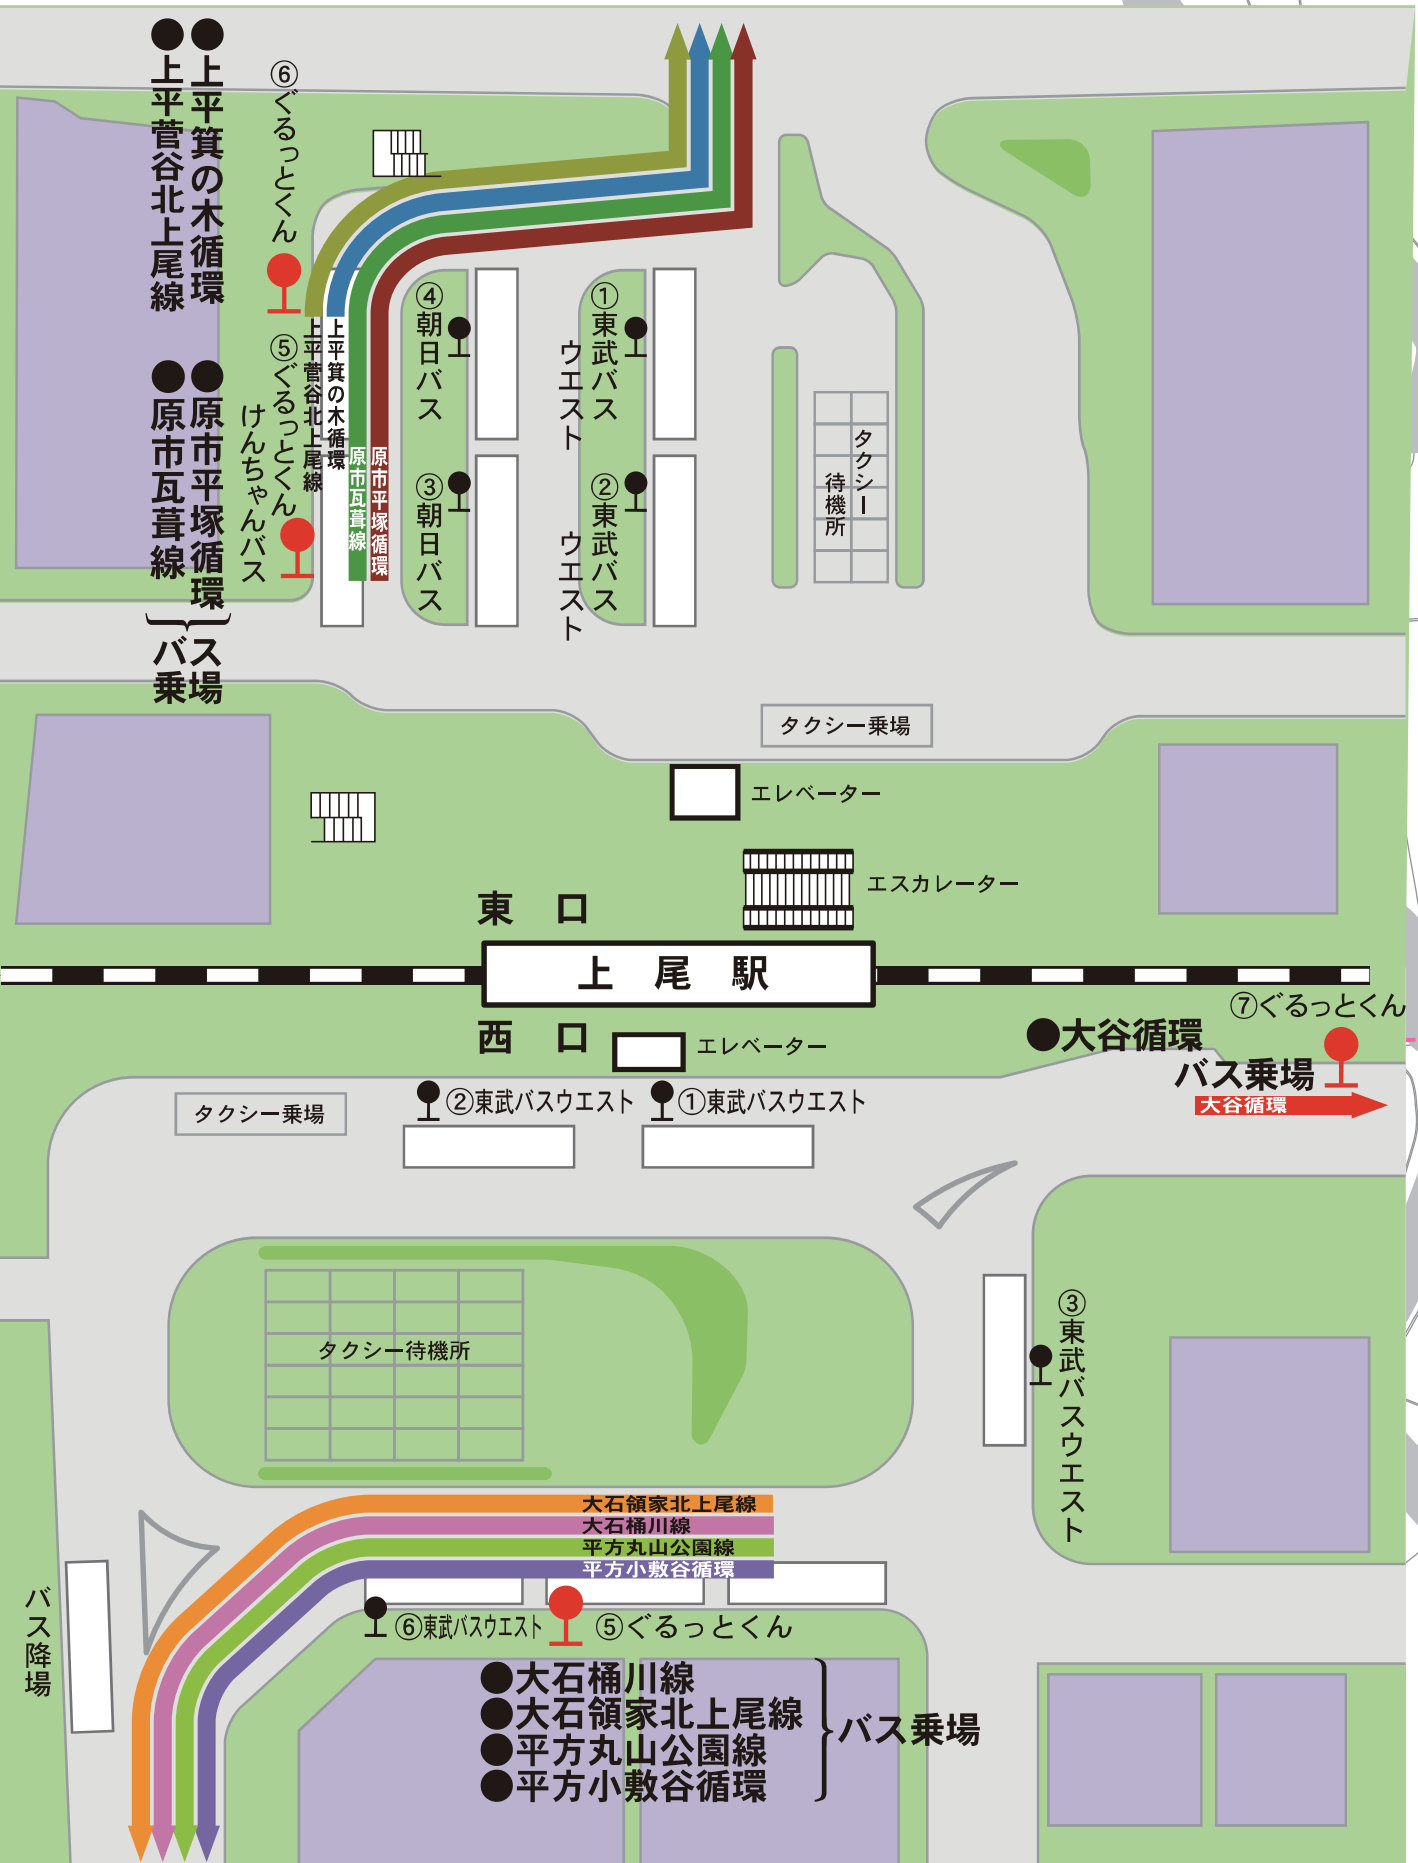 ●上平箕の木循環
●上平菅谷北上尾線
⑥ぐるっとくん
●原市平塚循環
●原市瓦葺線
バス
乗場
⑤ぐるっとくん
けんちゃんバス
上平菅谷北上尾線
上平箕の木循環
原市瓦葺線
原市平塚循環
④朝日バス
③朝日バス
①東武バス
ウエスト
②東武バス
ウエスト
タクシー
待機所
タクシー乗場
エレベーター
エスカレーター
東口
上尾駅
西口
エレベーター
⑦ぐるっとくん
●大谷循環
バス乗場
大谷循環
タクシー乗場
②東武バスウエスト
①東武バスウエスト
③東武バスウエスト
タクシー待機所
大石領家北上尾線
大石桶川線
平方丸山公園線
平方小敷谷循環
バス降場
⑥東武バスウエスト
⑤ぐるっとくん
●大石桶川線
●大石領家北上尾線
●平方丸山公園線
●平方小敷谷循環
バス乗場